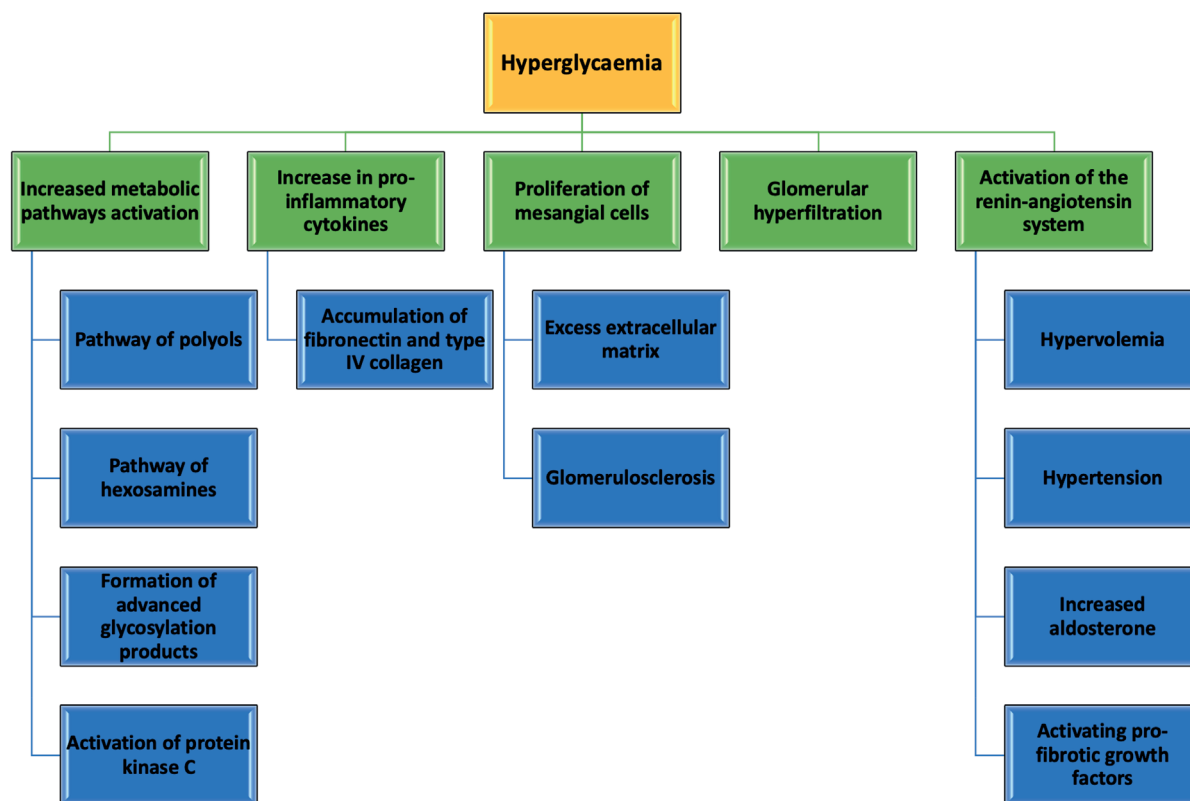 Hyperglycaemia
Increased metabolic
pathways activation
Increase in pro-
inflammatory
cytokines
Proliferation of
mesangial cells
Glomerular
hyperfiltration
Activation of the
renin-angiotensin
system
Pathway of polyols
Pathway of
hexosamines
Formation of
advanced
glycosylation
products
Activation of protein
kinase C
Accumulation of
fibronectin and type
IV collagen
Excess extracellular
matrix
Glomerulosclerosis
Hypervolemia
Hypertension
Increased
aldosterone
Activating pro-
fibrotic growth
factors